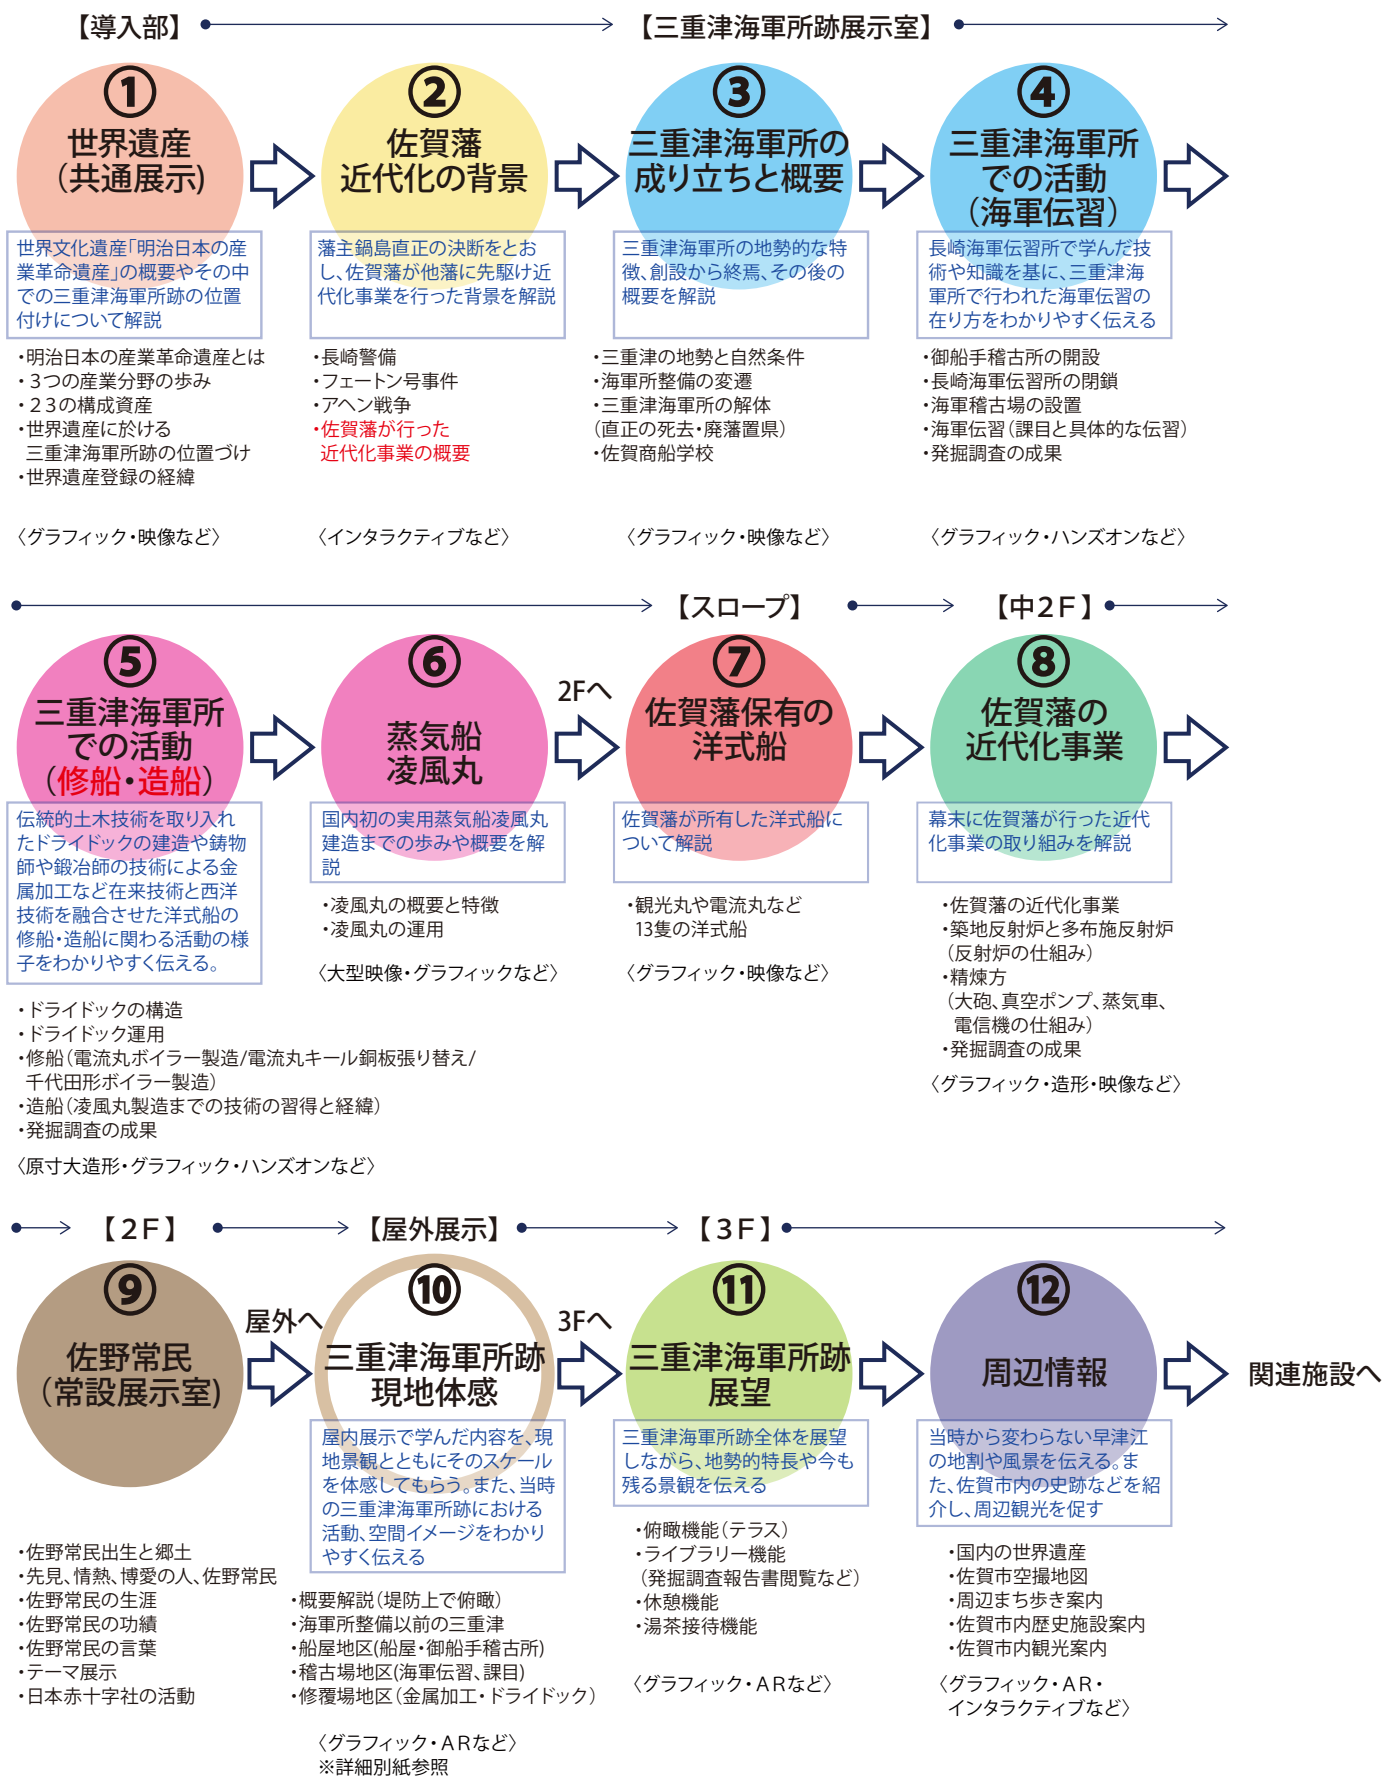 【導入部】
【三重津海軍所跡展示室】
①
世界遺産
（共通展示）
世界文化遺産「明治日本の産
業革命遺産」の概要やその中
での三重津海軍所跡の位置
付けについて解説
・明治日本の産業革命遺産とは
・３つの産業分野の歩み
・２３の構成資産
・世界遺産に於ける
三重津海軍所跡の位置づけ
・世界遺産登録の経緯
〈グラフィック・映像など〉
②
佐賀藩
近代化の背景
藩主鍋島直正の決断をとお
し、佐賀藩が他藩に先駆け近
代化事業を行った背景を解説
・長崎警備
・フェートン号事件
・アヘン戦争
・佐賀藩が行った
近代化事業の概要
〈インタラクティブなど〉
③
三重津海軍所の
成り立ちと概要
三重津海軍所の地勢的な特
徴、創設から終焉、その後の
概要を解説
・三重津の地勢と自然条件
・海軍所整備の変遷
・三重津海軍所の解体
（直正の死去・廃藩置県）
・佐賀商船学校
〈グラフィック・映像など〉
④
三重津海軍所
での活動
（海軍伝習）
長崎海軍伝習所で学んだ技
術や知識を基に、三重津海
軍所で行われた海軍伝習の
在り方をわかりやすく伝える
・御船手稽古所の開設
・長崎海軍伝習所の閉鎖
・海軍稽古場の設置
・海軍伝習（課目と具体的な伝習）
・発掘調査の成果
〈グラフィック・ハンズオンなど〉
【スロープ】
【中２Ｆ】
⑤
三重津海軍所
での活動
（修船・造船）
伝統的土木技術を取り入れ
たドライドックの建造や鋳物
師や鍛冶師の技術による金
属加工など在来技術と西洋
技術を融合させた洋式船の
修船・造船に関わる活動の様
子をわかりやすく伝える。
・ドライドックの構造
・ドライドック運用
・修船（電流丸ボイラー製造/電流丸キール銅板張り替え/
千代田形ボイラー製造）
・造船（凌風丸製造までの技術の習得と経緯）
・発掘調査の成果
〈原寸大造形・グラフィック・ハンズオンなど〉
⑥
蒸気船
凌風丸
国内初の実用蒸気船凌風丸
建造までの歩みや概要を解
説
・凌風丸の概要と特徴
・凌風丸の運用
〈大型映像・グラフィックなど〉
2Fへ
⑦
佐賀藩保有の
洋式船
佐賀藩が所有した洋式船に
ついて解説
・観光丸や電流丸など
13隻の洋式船
〈グラフィック・映像など〉
⑧
佐賀藩の
近代化事業
幕末に佐賀藩が行った近代
化事業の取り組みを解説
・佐賀藩の近代化事業
・築地反射炉と多布施反射炉
（反射炉の仕組み）
・精煉方
（大砲、真空ポンプ、蒸気車、
電信機の仕組み）
・発掘調査の成果
〈グラフィック・造形・映像など〉
【２Ｆ】
【屋外展示】
【３Ｆ】
⑨
佐野常民
（常設展示室）
・佐野常民出生と郷土
・先見、情熱、博愛の人、佐野常民
・佐野常民の生涯
・佐野常民の功績
・佐野常民の言葉
・テーマ展示
・日本赤十字社の活動
屋外へ
⑩
三重津海軍所跡
現地体感
屋内展示で学んだ内容を、現
地景観とともにそのスケール
を体感してもらう。また、当時
の三重津海軍所跡における
活動、空間イメージをわかり
やすく伝える
・概要解説（堤防上で俯瞰）
・海軍所整備以前の三重津
・船屋地区(船屋・御船手稽古所)
・稽古場地区(海軍伝習、課目)
・修覆場地区（金属加工・ドライドック）
〈グラフィック・ＡＲなど〉
※詳細別紙参照
3Fへ
⑪
三重津海軍所跡
展望
三重津海軍所跡全体を展望
しながら、地勢的特長や今も
残る景観を伝える
・俯瞰機能（テラス）
・ライブラリー機能
（発掘調査報告書閲覧など）
・休憩機能
・湯茶接待機能
〈グラフィック・ＡＲなど〉
⑫
周辺情報
当時から変わらない早津江
の地割や風景を伝える。ま
た、佐賀市内の史跡などを紹
介し、周辺観光を促す
・国内の世界遺産
・佐賀市空撮地図
・周辺まち歩き案内
・佐賀市内歴史施設案内
・佐賀市内観光案内
〈グラフィック・ＡＲ・
インタラクティブなど〉
関連施設へ